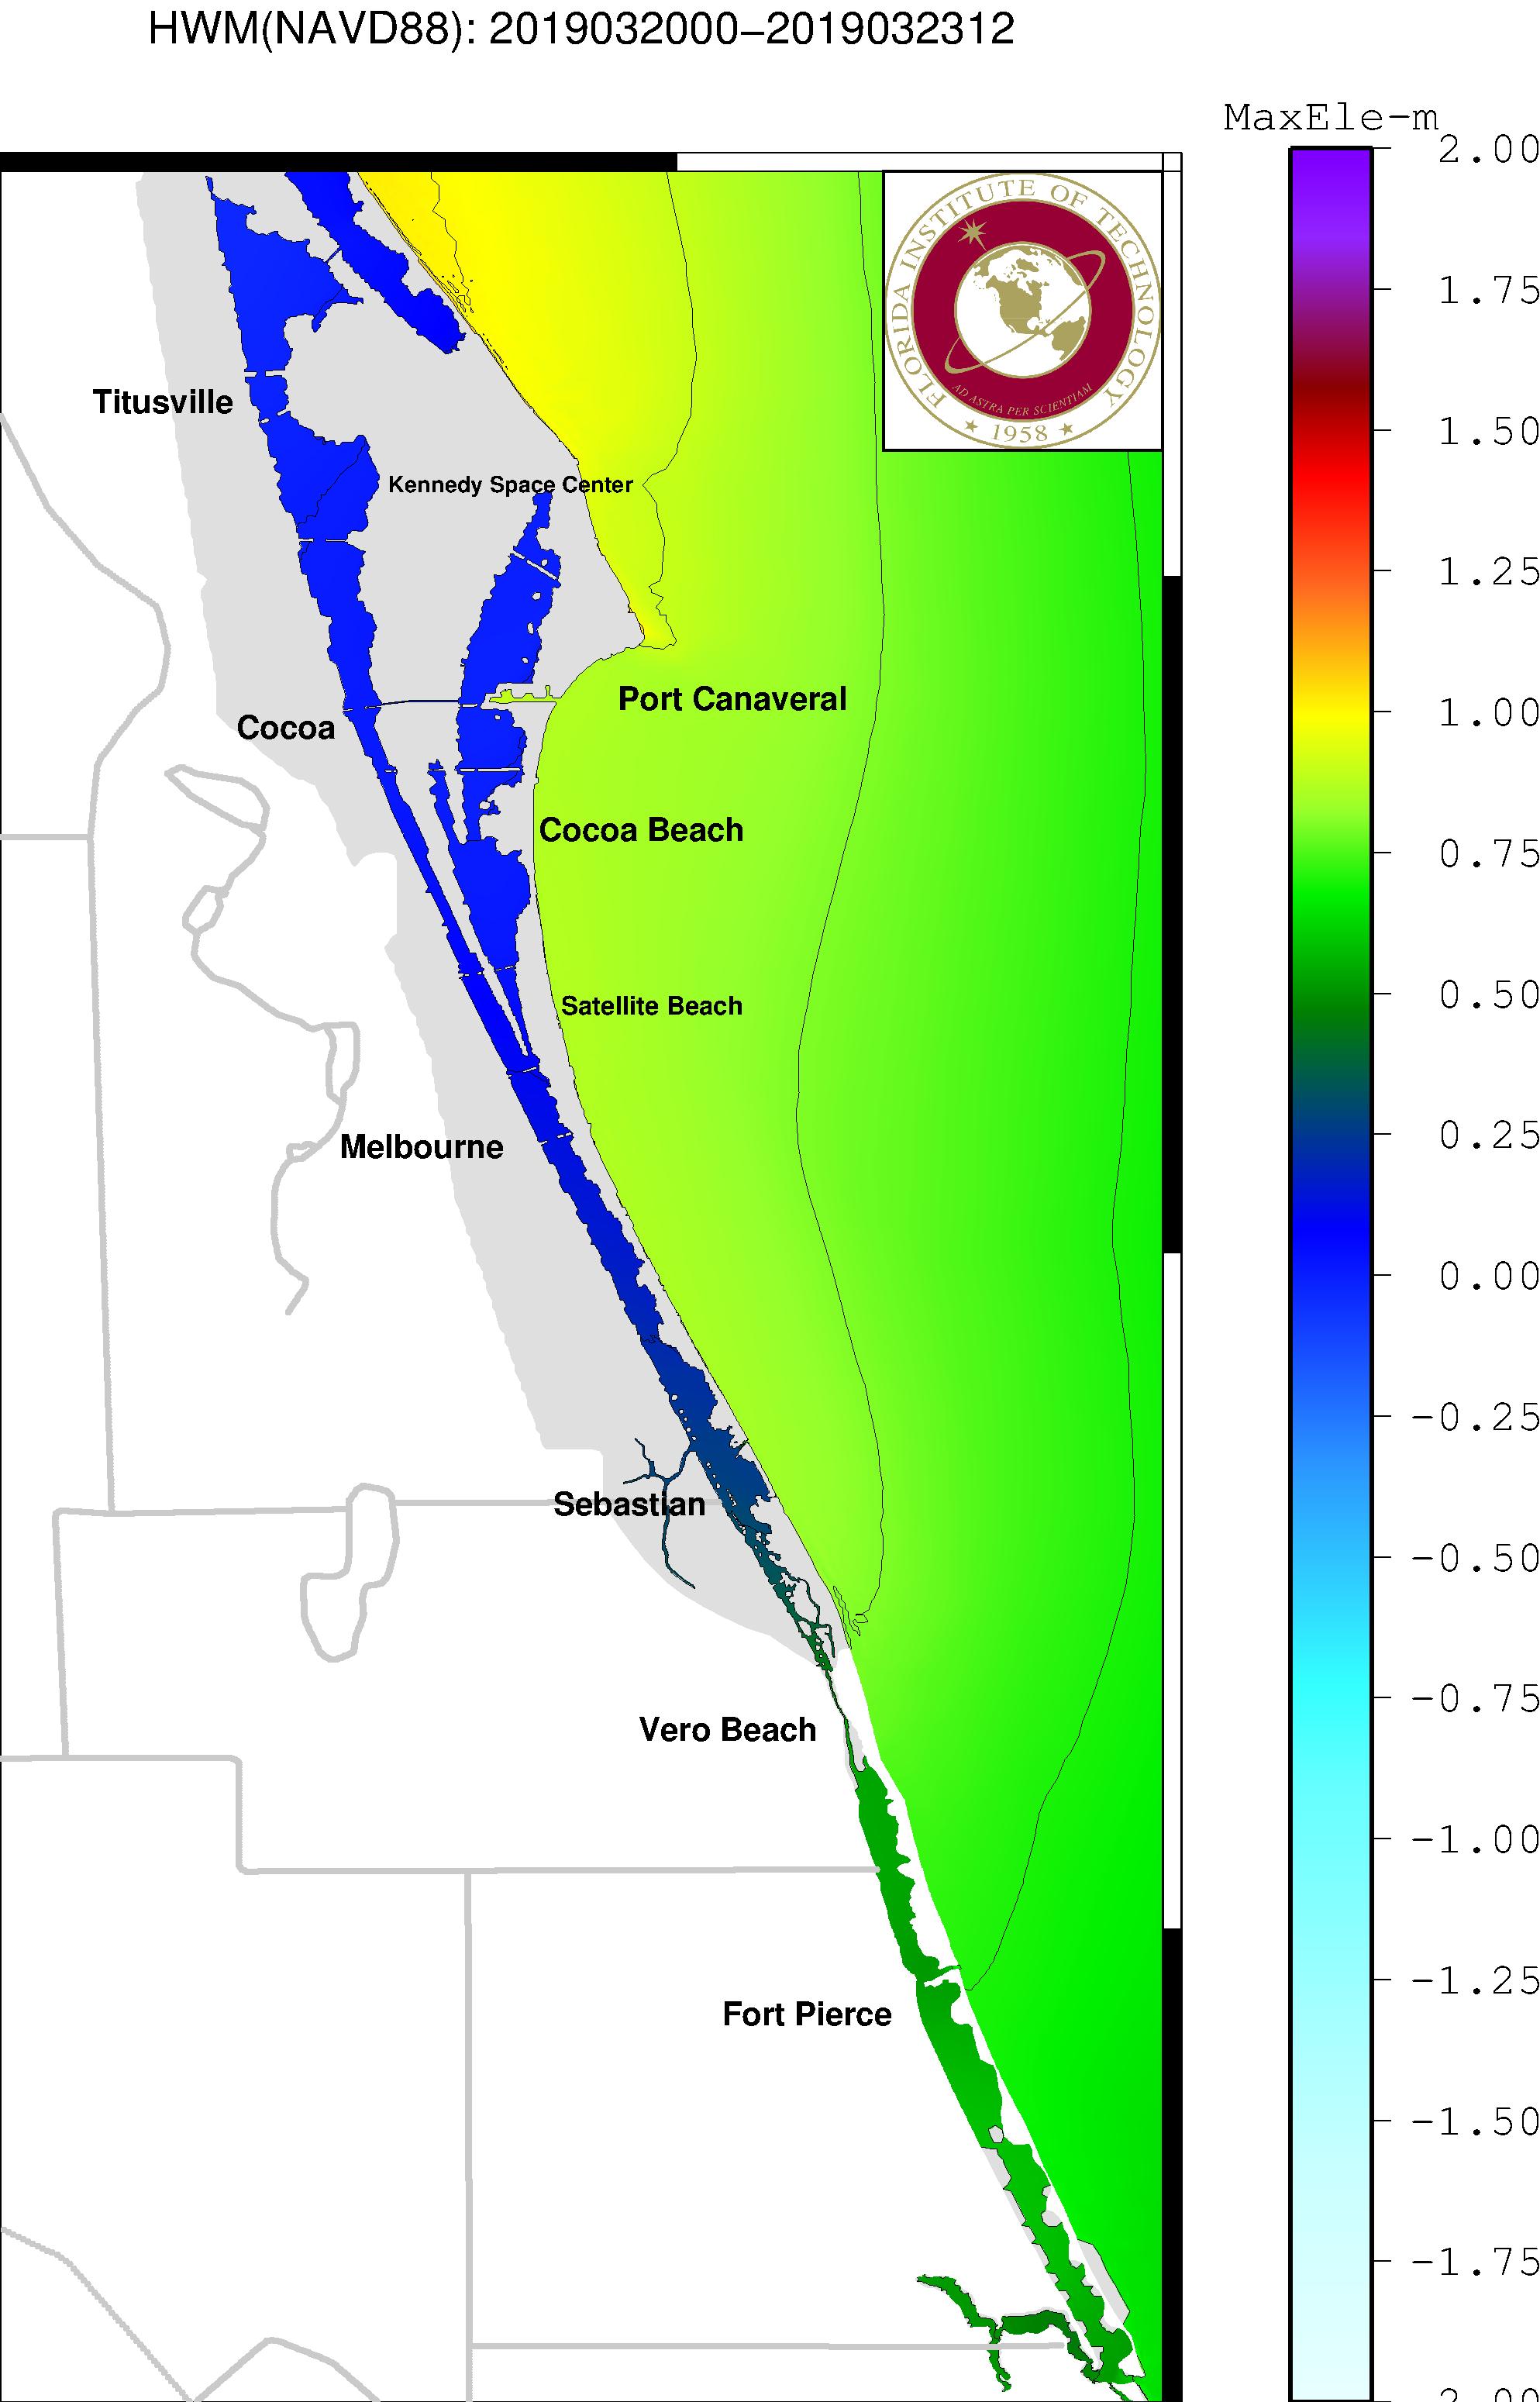 HWM(NAVD88): 2019032000−2019032312
MaxEle-m
2.00
1.75
1.50
1.25
1.00
0.75
0.50
0.25
0.00
-0.25
-0.50
-0.75
-1.00
-1.25
-1.50
-1.75
FLORIDA INSTITUTE OF TECHNOLOGY
AD ASTRA PER SCIENTIAM
1958
Titusville
Kennedy Space Center
Port Canaveral
Cocoa
Cocoa Beach
Satellite Beach
Melbourne
Sebastian
Vero Beach
Fort Pierce